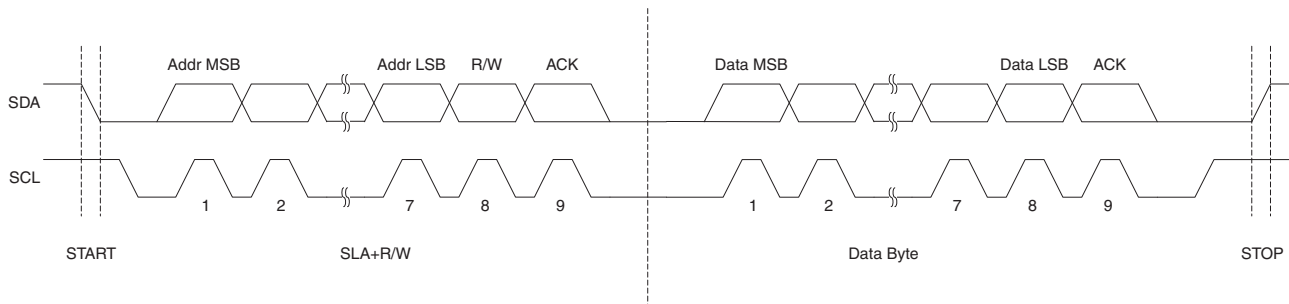 Addr MSB Addr LSB R/W ACK Data MSB Data LSB ACK
SDA
SCL
1 2 7 8 9 1 2 7 8 9
START SLA+R/W Data Byte STOP